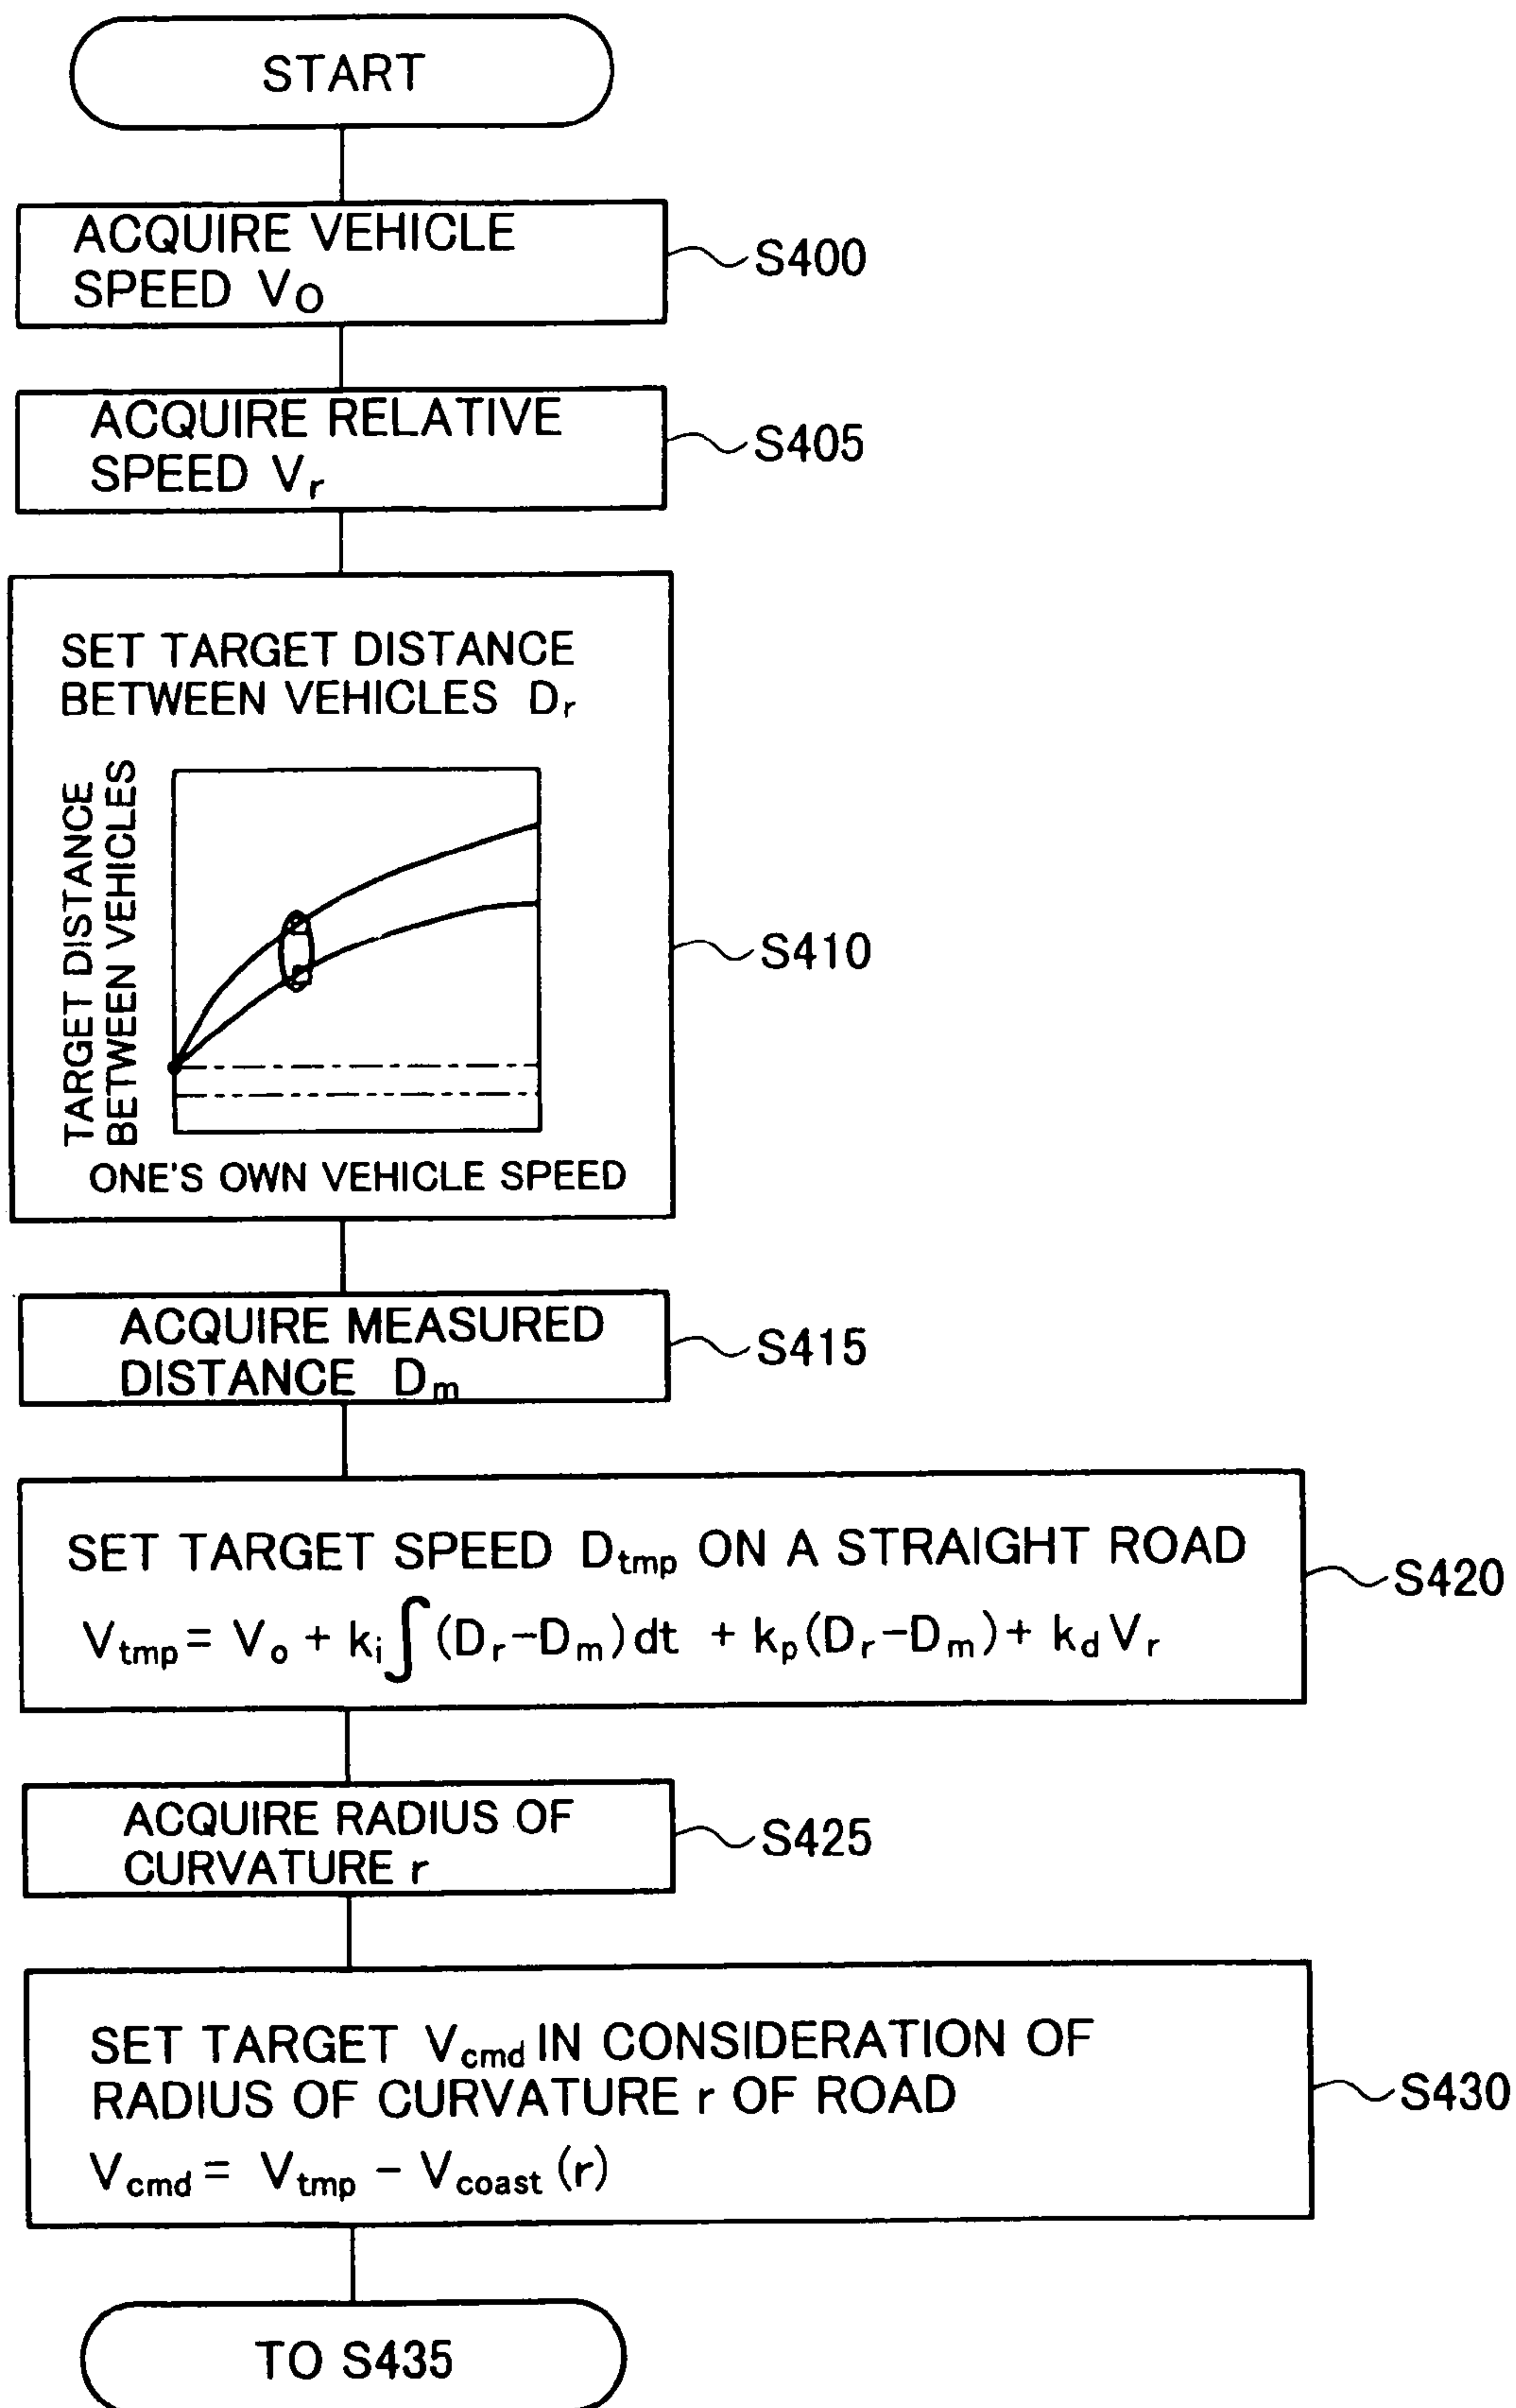 START
ACQUIRE VEHICLE
SPEED Vo
S400
ACQUIRE RELATIVE
SPEED Vr
S405
SET TARGET DISTANCE
BETWEEN VEHICLES Dr
TARGET DISTANCE
BETWEEN VEHICLES
ONE'S OWN VEHICLE SPEED
S410
ACQUIRE MEASURED
DISTANCE Dm
S415
SET TARGET SPEED Dtmp ON A STRAIGHT ROAD
Vtmp = Vo + ki∫(Dr-Dm)dt + kp(Dr-Dm)+ kdVr
S420
ACQUIRE RADIUS OF
CURVATURE r
S425
SET TARGET Vcmd IN CONSIDERATION OF
RADIUS OF CURVATURE r OF ROAD
Vcmd = Vtmp - Vcoast (r)
S430
TO S435